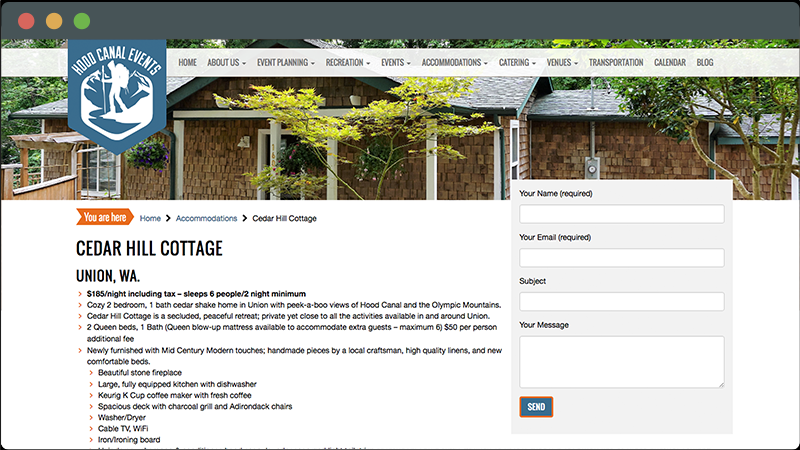 HOOD CANAL EVENTS
HOME ABOUT US EVENT PLANNING RECREATION EVENTS ACCOMMODATIONS CATERING VENUES TRANSPORTATION CALENDAR BLOG
You are here Home Accommodations Cedar Hill Cottage
CEDAR HILL COTTAGE
UNION, WA.
$185/night including tax – sleeps 6 people/2 night minimum
Cozy 2 bedroom, 1 bath cedar shake home in Union with peek-a-boo views of Hood Canal and the Olympic Mountains.
Cedar Hill Cottage is a secluded, peaceful retreat; private yet close to all the activities available in and around Union.
2 Queen beds, 1 Bath (Queen blow-up mattress available to accommodate extra guests – maximum 6) $50 per person
additional fee
Newly furnished with Mid Century Modern touches; handmade pieces by a local craftsman, high quality linens, and new
comfortable beds.
Beautiful stone fireplace
Large, fully equipped kitchen with dishwasher
Keurig K Cup coffee maker with fresh coffee
Spacious deck with charcoal grill and Adirondack chairs
Washer/Dryer
Cable TV, WiFi
Iron/Ironing board
Your Name (required)
Your Email (required)
Subject
Your Message
SEND